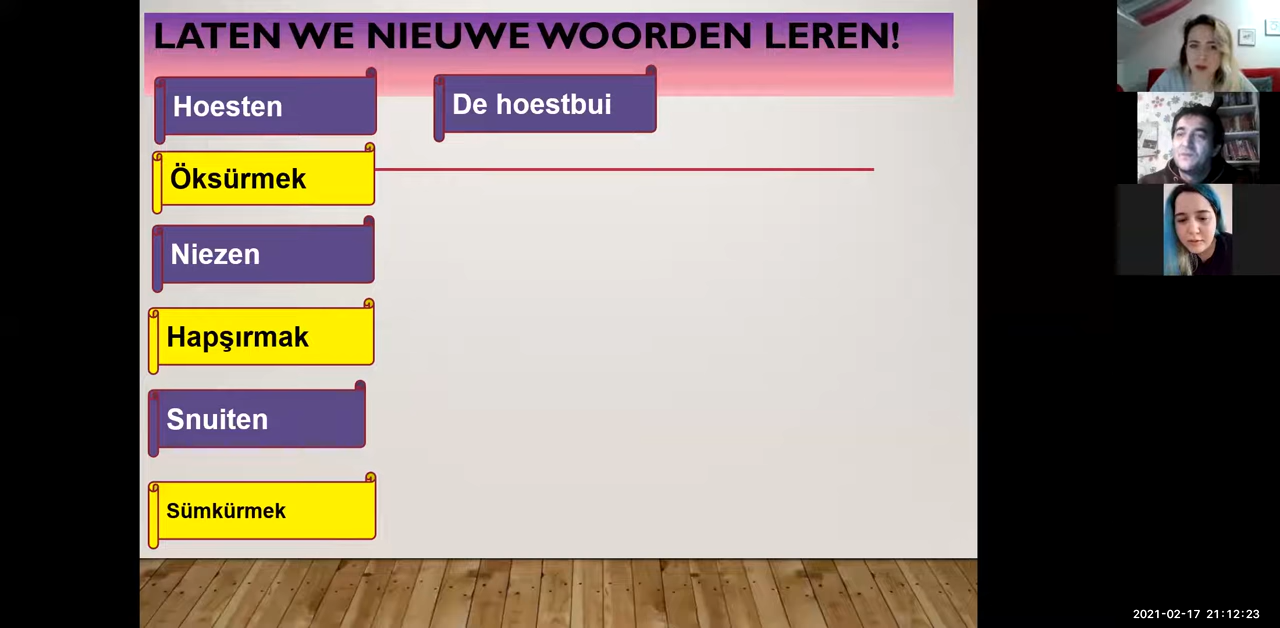 LATEN WE NIEUWE WOORDEN LEREN!
Hoesten
De hoestbui
Öksürmek
Niezen
Hapşırmak
Snuiten
Sümkürmek
2021-02-17 21:12:23